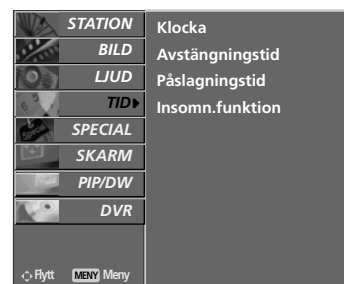 STATION
BILD
LJUD
TID
SPECIAL
SKARM
PIP/DW
DVR
Flytt MENY Meny
Klocka
Avstängningstid
Påslagningstid
Insomn.funktion